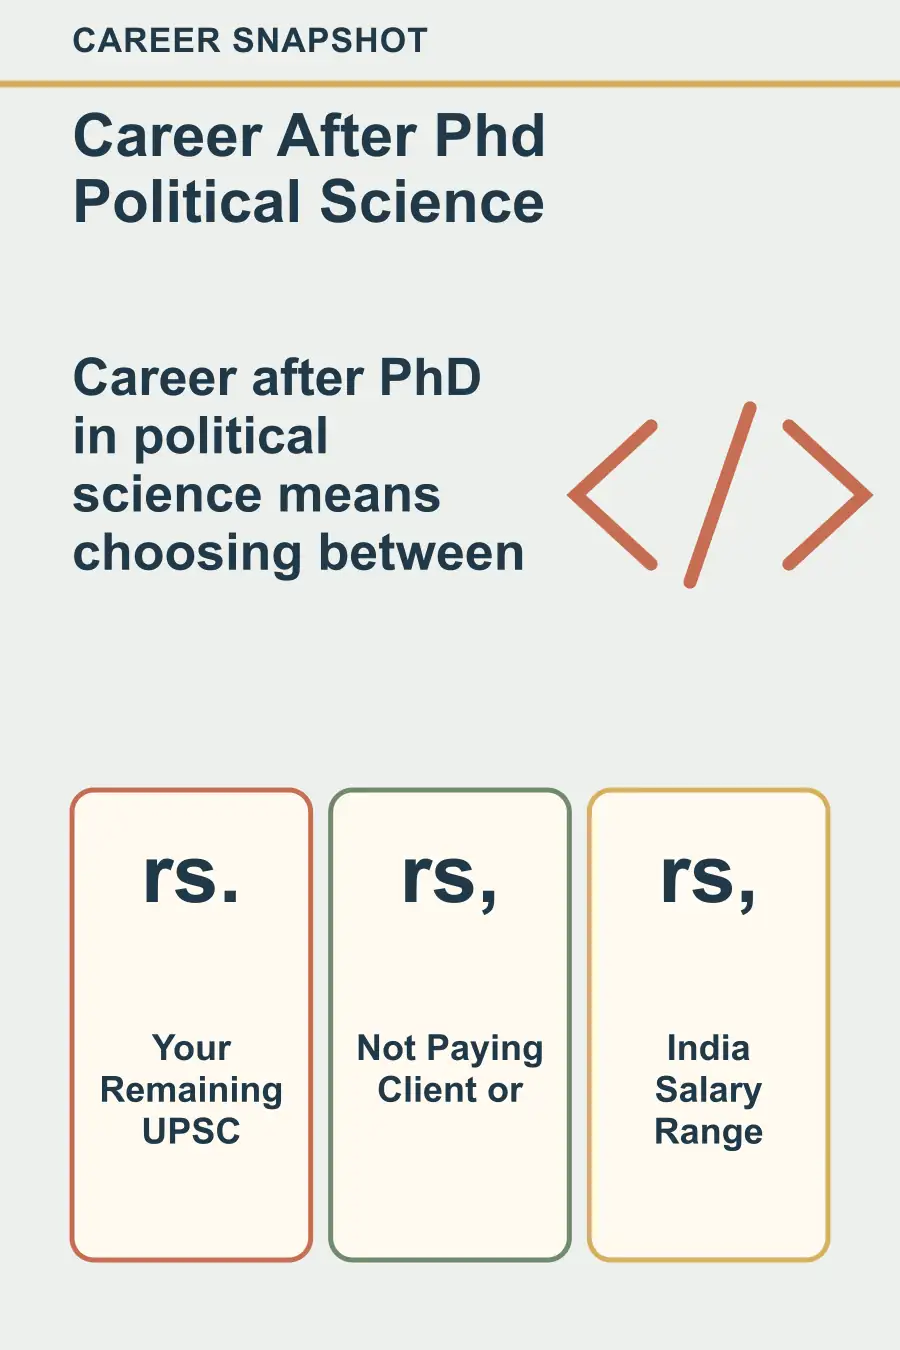 CAREER SNAPSHOT
Career After Phd
Political Science
Career after PhD
in political
science means
choosing between
rs.
Your
Remaining
UPSC
rs,
Not Paying
Client or
rs,
India
Salary
Range